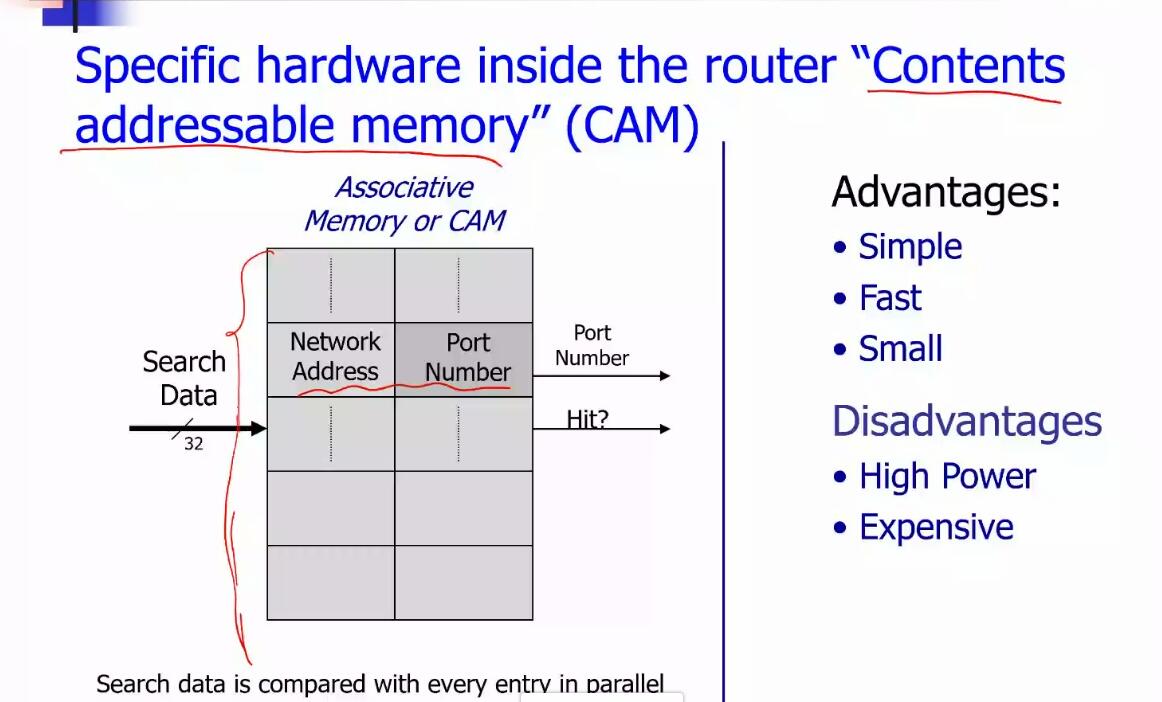 Specific hardware inside the router “Contents
addressable memory” (CAM)
Associative
Memory or CAM
Search
Data
32
Network
Address
Port
Number
Port
Number
Hit?
Search data is compared with every entry in parallel
Advantages:
• Simple
• Fast
• Small
Disadvantages
• High Power
• Expensive